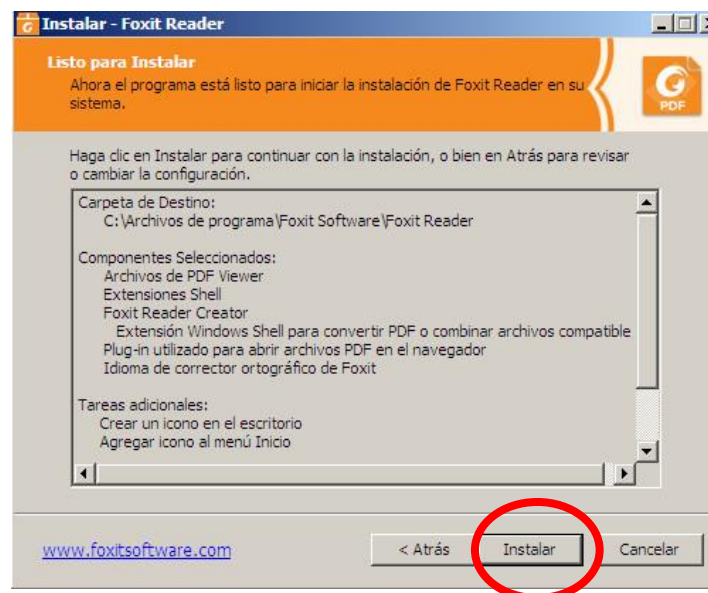 Instalar - Foxit Reader
Listo para Instalar
Ahora el programa está listo para iniciar la instalación de Foxit Reader en su
sistema.
PDF
Haga clic en Instalar para continuar con la instalación, o bien en Atrás para revisar
o cambiar la configuración.
Carpeta de Destino:
C:\Archivos de programa\Foxit Software\Foxit Reader
Componentes Seleccionados:
Archivos de PDF Viewer
Extensiones Shell
Foxit Reader Creator
Extensión Windows Shell para convertir PDF o combinar archivos compatible
Plug-in utilizado para abrir archivos PDF en el navegador
Idioma de corrector ortográfico de Foxit
Tareas adicionales:
Crear un icono en el escritorio
Agregar icono al menú Inicio
www.foxitsoftware.com
< Atrás
Instalar
Cancelar